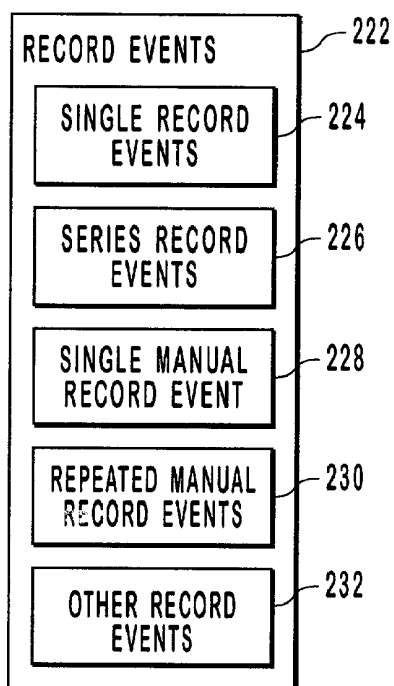 RECORD EVENTS
222
SINGLE RECORD
EVENTS
224
SERIES RECORD
EVENTS
226
SINGLE MANUAL
RECORD EVENT
228
REPEATED MANUAL
RECORD EVENTS
230
OTHER RECORD
EVENTS
232